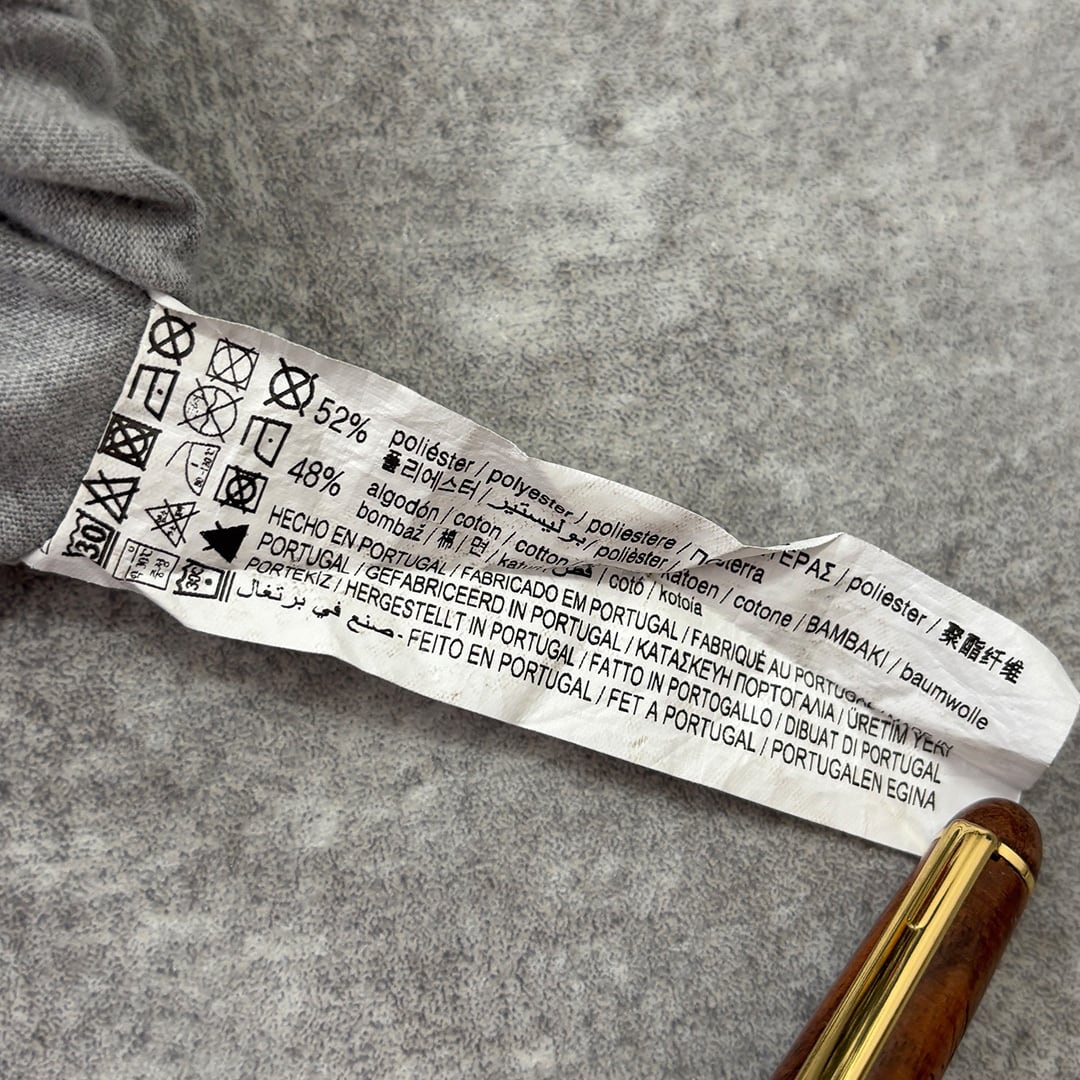 30
52% poliéster / polyester / poliestere / ΤΕΡΑΣ / poliester / 聚酯纤维
폴리에스터 / بوليستير / polièster /
48% algodón / coton / cotton / katoen / cotone / BAMBAKI / baumwolle
bombaž / 棉 / 면 / قطن / cotó / kotoia
HECHO EN PORTUGAL / FABRICADO EM PORTUGAL / FABRIQUÉ AU PORTUGAL
PORTUGAL / GEFABRICEERD IN PORTUGAL / ΚΑΤΑΣΚΕΥΗ ΠΟΡΤΟΓΑΛΙΑ / ÜRETİM YERİ
PORTEKİZ / HERGESTELLT IN PORTUGAL / FATTO IN PORTOGALLO / DIBUAT DI PORTUGAL
صنع في برتغال - FEITO EN PORTUGAL / FET A PORTUGAL / PORTUGALEN EGINA